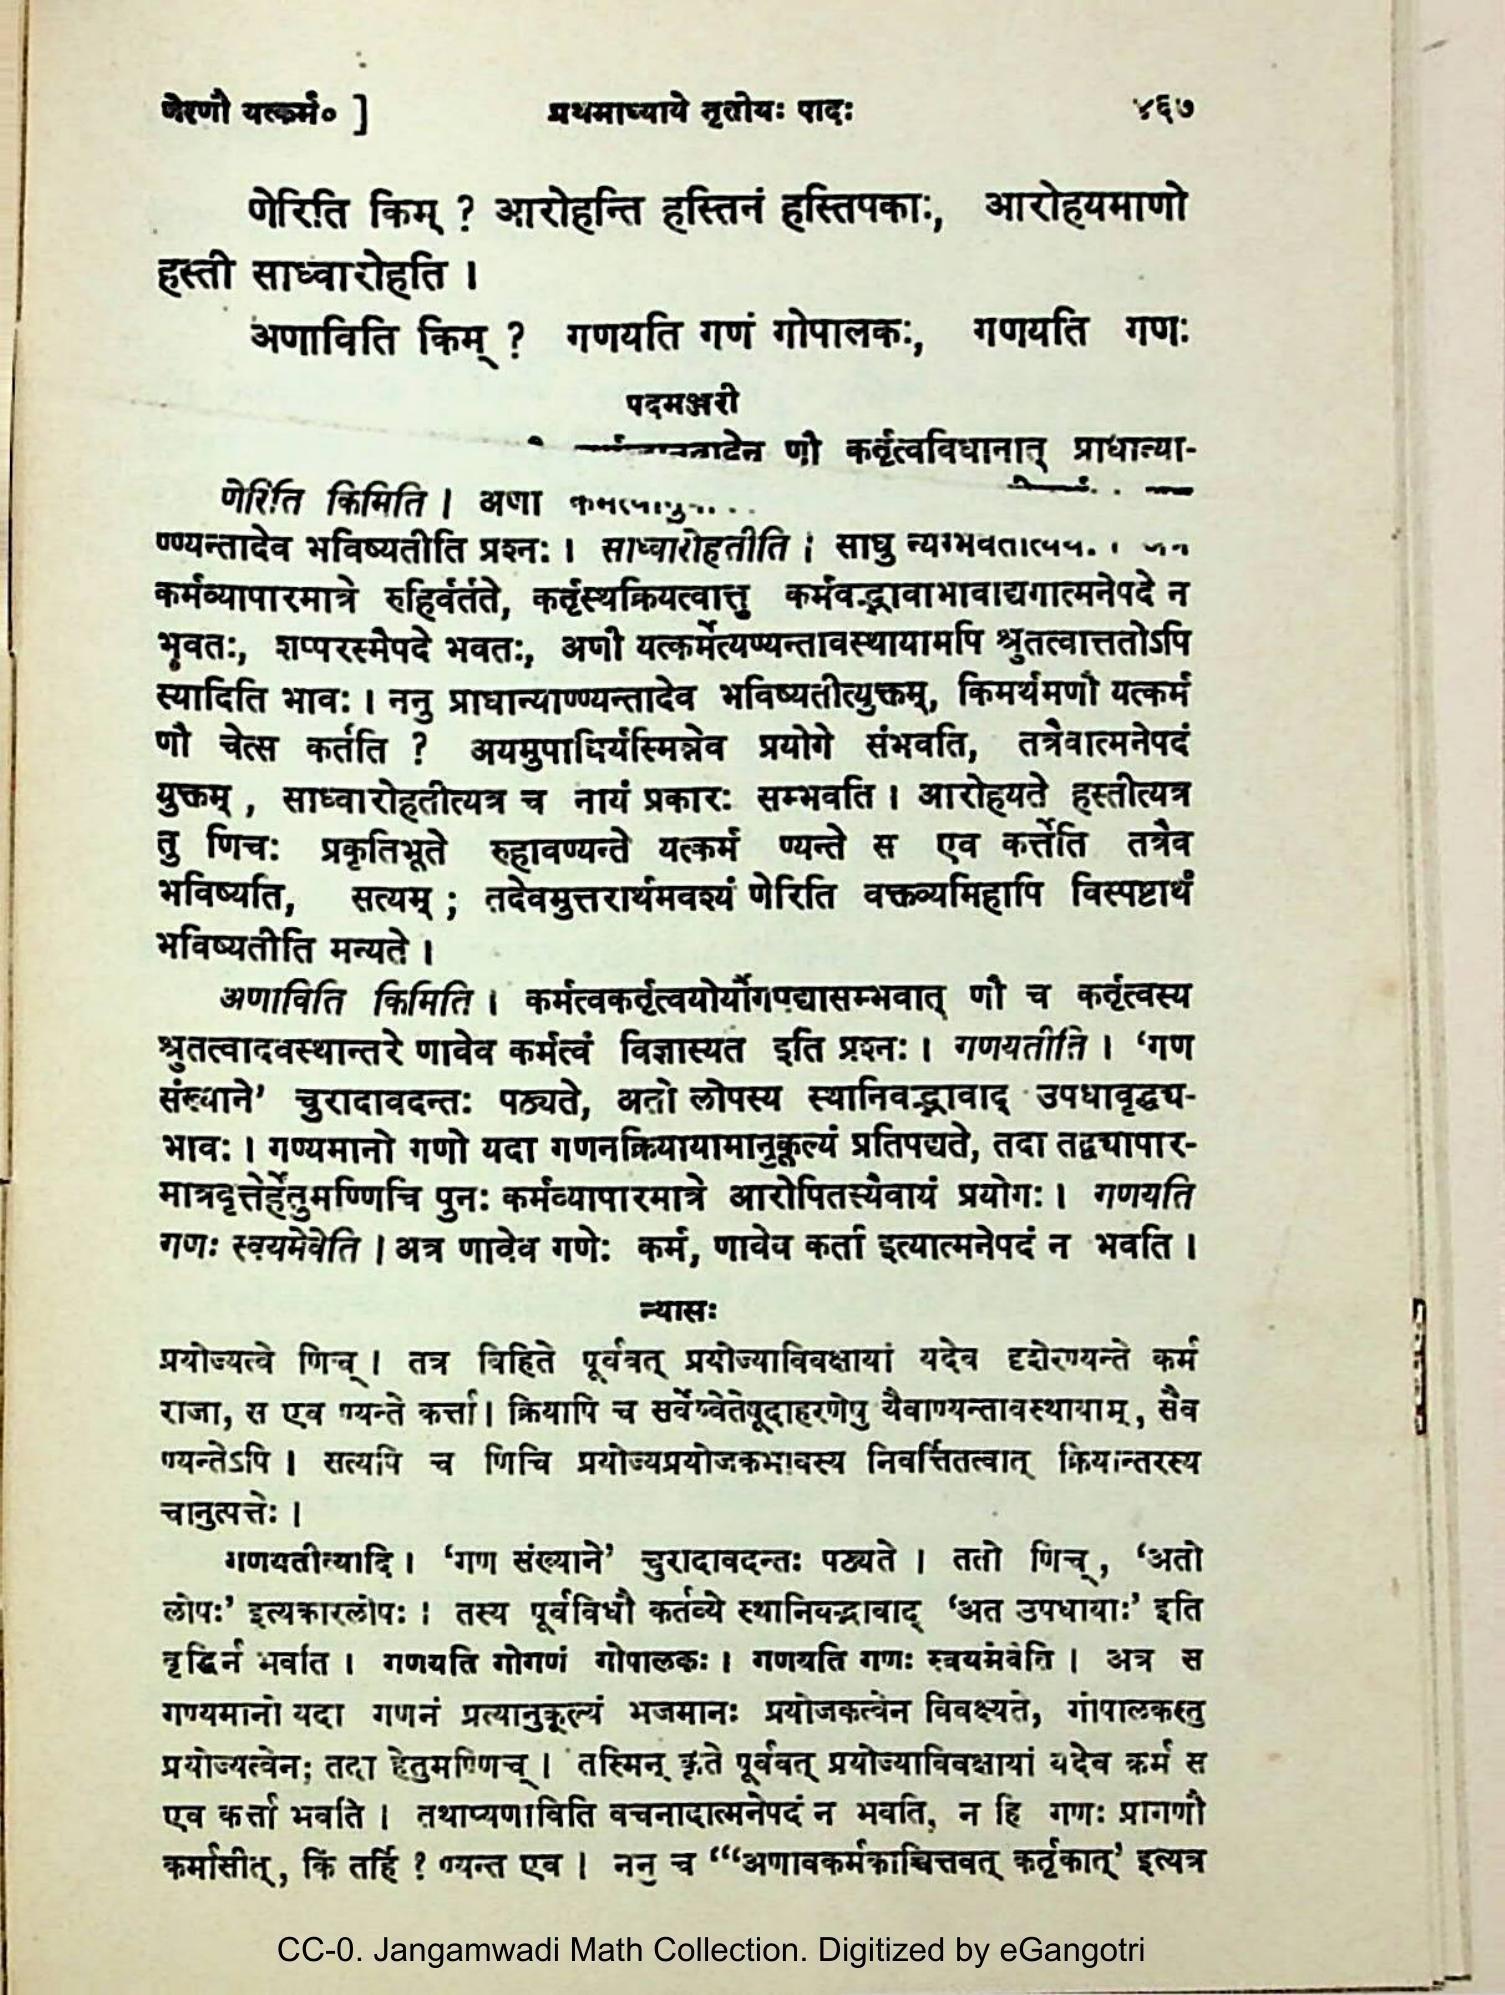 णेरणौ यत्कर्म० ]
प्रथमाध्याये तृतीयः पादः
४६७
णेरिति किम् ? आरोहन्ति हस्तिनं हस्तिपकाः, आरोहयमाणो
हस्ती साध्वारोहति ।
अणाविति किम् ? गणयति गणं गोपालकः, गणयति गणः
पदमञ्जरी
णौ कर्तृत्वविधानात् प्राधान्या-
णेरिति किमिति । अणा
ण्ण्यन्तादेव भविष्यतीति प्रश्नः । साध्वारोहतीति । साधु
कर्मव्यापारमात्रे रुहिर्वर्तते, कर्तृस्थक्रियत्वात्तु कर्मवद्भावाभावाद्यगात्मनेपदे न
भवतः, शप्परस्मैपदे भवतः, अणौ यत्कर्मेत्यण्यन्तावस्थायामपि श्रुतत्वात्ततोऽपि
स्यादिति भावः । ननु प्राधान्याण्ण्यन्तादेव भविष्यतीत्युक्तम्, किमर्थमणौ यत्कर्म
णौ चेत्स कर्तेति ? अयमुपाधिर्यस्मिन्नेव प्रयोगे संभवति, तत्रैवात्मनेपदं
युक्तम् , साध्वारोहतीत्यत्र च नायं प्रकारः सम्भवति । आरोहयते हस्तीत्यत्र
तु णिचः प्रकृतिभूते रुहावण्यन्ते यत्कर्म ण्यन्ते स एव कर्त्तेति तत्रैव
भविष्यति, सत्यम् ; तदेवमुत्तरार्थमवश्यं णेरिति वक्तव्यमिहापि विस्पष्टार्थं
भविष्यतीति मन्यते ।
अणाविति किमिति । कर्मत्वकर्तृत्वयोर्यौगपद्यासम्भवात् णौ च कर्तृत्वस्य
श्रुतत्वादवस्थान्तरे णावेव कर्मत्वं विज्ञास्यत इति प्रश्नः । गणयतीति । ‘गण
संख्याने’ चुरादावदन्तः पठ्यते, अतो लोपस्य स्थानिवद्भावाद् उपधावृद्ध्य-
भावः । गण्यमानो गणो यदा गणनक्रियायामानुकूल्यं प्रतिपद्यते, तदा तद्व्यापार-
मात्रवृत्तेर्हेतुमण्णिचि पुनः कर्मव्यापारमात्रे आरोपितस्यैवायं प्रयोगः । गणयति
गणः स्वयमेवेति । अत्र णावेव गणेः कर्म, णावेव कर्ता इत्यात्मनेपदं न भवति ।
न्यासः
प्रयोज्यत्वे णिच् । तत्र विहिते पूर्ववत् प्रयोज्याविवक्षायां यदेव दृशेरण्यन्ते कर्म
राजा, स एव ण्यन्ते कर्त्ता । क्रियापि च सर्वेष्वेतेषूदाहरणेषु यैवाण्यन्तावस्थायाम् , सैव
ण्यन्तेऽपि । सत्यपि च णिचि प्रयोज्यप्रयोजकभावस्य निवर्त्तितत्वात् क्रियान्तरस्य
चानुत्पत्तेः ।
गणयतीत्यादि । ‘गण संख्याने’ चुरादावदन्तः पठ्यते । ततो णिच् , ‘अतो
लोपः’ इत्यकारलोपः । तस्य पूर्वविधौ कर्तव्ये स्थानिवद्भावाद् ‘अत उपधायाः’ इति
वृद्धिर्न भवति । गणयति गोगणं गोपालकः । गणयति गणः स्वयमेवेति । अत्र स
गण्यमानो यदा गणनं प्रत्यानुकूल्यं भजमानः प्रयोजकत्वेन विवक्ष्यते, गोपालकस्तु
प्रयोज्यत्वेन; तदा हेतुमण्णिच् । तस्मिन् कृते पूर्ववत् प्रयोज्याविवक्षायां यदेव कर्म स
एव कर्त्ता भवति । तथाप्यणाविति वचनादात्मनेपदं न भवति, न हि गणः प्रागणौ
कर्मासीत् , किं तर्हि ? ण्यन्त एव । ननु च “‘अणावकर्मकाच्चित्तवत् कर्तृकात्’ इत्यत्र
CC-0. Jangamwadi Math Collection. Digitized by eGangotri